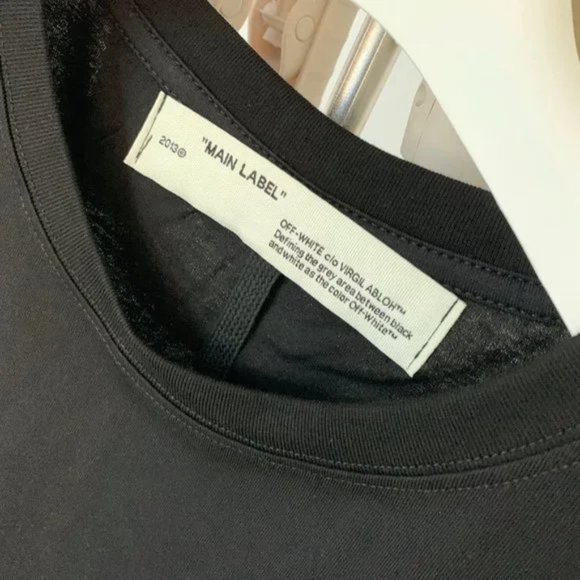 2013©
"MAIN LABEL"
OFF-WHITE c/o VIRGIL ABLOH™
Defining the grey area between black
and white as the color Off-White™